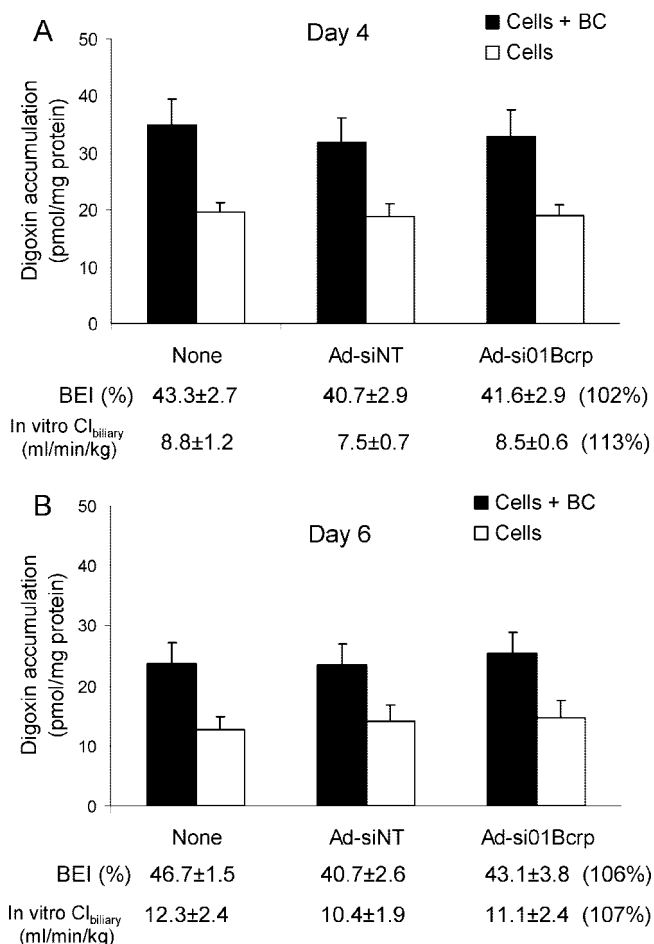 A
Day 4
Cells + BC
Cells
Digoxin accumulation
(pmol/mg protein)
50
40
30
20
10
0
None Ad-siNT Ad-si01Bcrp
BEI (%) 43.3±2.7 40.7±2.9 41.6±2.9 (102%)
In vitro Cl biliary
(ml/min/kg) 8.8±1.2 7.5±0.7 8.5±0.6 (113%)
B
Day 6
Cells + BC
Cells
Digoxin accumulation
(pmol/mg protein)
50
40
30
20
10
0
None Ad-siNT Ad-si01Bcrp
BEI (%) 46.7±1.5 40.7±2.6 43.1±3.8 (106%)
In vitro Cl biliary
(ml/min/kg) 12.3±2.4 10.4±1.9 11.1±2.4 (107%)